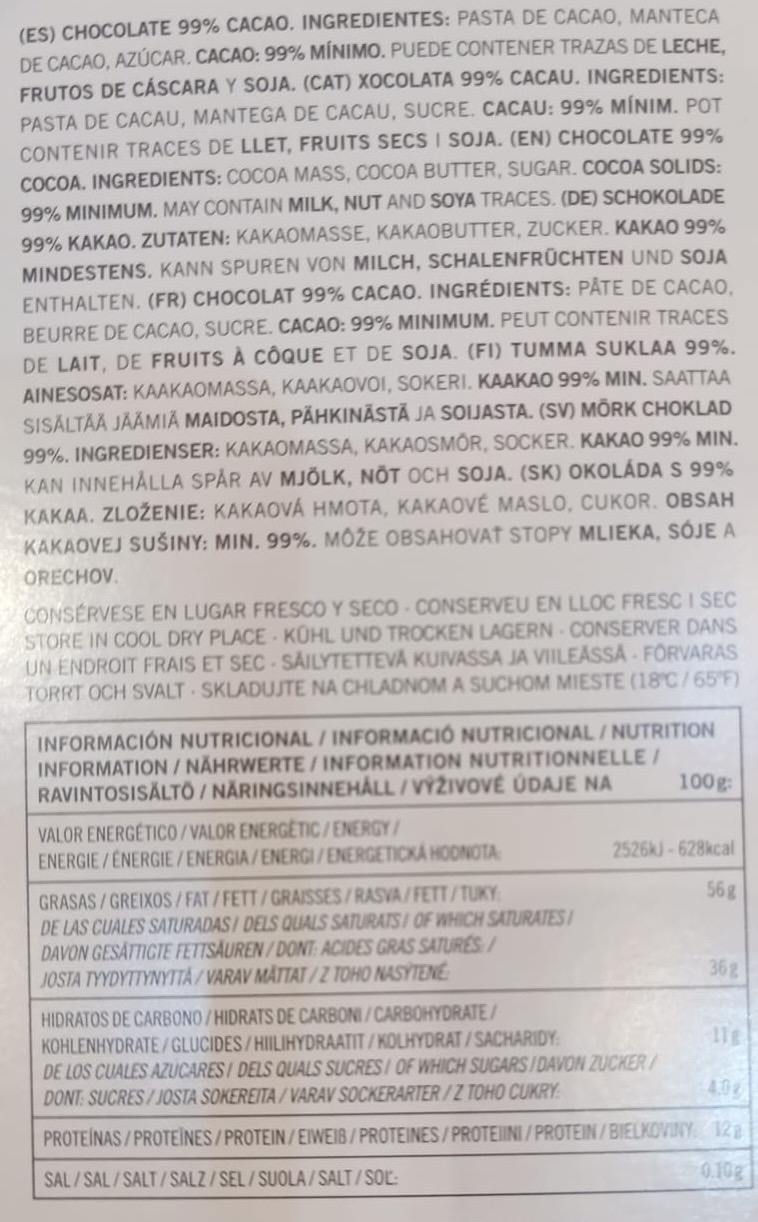 (ES) CHOCOLATE 99% CACAO. INGREDIENTES: PASTA DE CACAO, MANTECA
DE CACAO, AZÚCAR. CACAO: 99% MÍNIMO. PUEDE CONTENER TRAZAS DE LECHE,
FRUTOS DE CÁSCARA Y SOJA. (CAT) XOCOLATA 99% CACAU. INGREDIENTS:
PASTA DE CACAU, MANTEGA DE CACAU, SUCRE. CACAU: 99% MÍNIM. POT
CONTENIR TRACES DE LLET, FRUITS SECS I SOJA. (EN) CHOCOLATE 99%
COCOA. INGREDIENTS: COCOA MASS, COCOA BUTTER, SUGAR. COCOA SOLIDS:
99% MINIMUM. MAY CONTAIN MILK, NUT AND SOYA TRACES. (DE) SCHOKOLADE
99% KAKAO. ZUTATEN: KAKAOMASSE, KAKAOBUTTER, ZUCKER. KAKAO 99%
MINDESTENS. KANN SPUREN VON MILCH, SCHALENFRÜCHTEN UND SOJA
ENTHALTEN. (FR) CHOCOLAT 99% CACAO. INGRÉDIENTS: PÂTE DE CACAO,
BEURRE DE CACAO, SUCRE. CACAO: 99% MINIMUM. PEUT CONTENIR TRACES
DE LAIT, DE FRUITS À CÔQUE ET DE SOJA. (FI) TUMMA SUKLAA 99%.
AINESOSAT: KAAKAOMASSA, KAAKAOVOI, SOKERI. KAAKAO 99% MIN. SAATTAA
SISÄLTÄÄ JÄÄMIÄ MAIDOSTA, PÄHKINÄSTÄ JA SOIJASTA. (SV) MÖRK CHOKLAD
99%. INGREDIENSER: KAKAOMASSA, KAKAOSMÖR, SOCKER. KAKAO 99% MIN.
KAN INNEHÅLLA SPÅR AV MJÖLK, NÖT OCH SOJA. (SK) OKOLÁDA S 99%
KAKAA. ZLOŽENIE: KAKAOVÁ HMOTA, KAKAOVÉ MASLO, CUKOR. OBSAH
KAKAOVEJ SUŠINY: MIN. 99%. MÔŽE OBSAHOVAŤ STOPY MLIEKA, SÓJE A
ORECHOV.
CONSÉRVESE EN LUGAR FRESCO Y SECO · CONSERVEU EN LLOC FRESC I SEC
STORE IN COOL DRY PLACE · KÜHL UND TROCKEN LAGERN · CONSERVER DANS
UN ENDROIT FRAIS ET SEC · SÄILYTETTEVÄ KUIVASSA JA VIILEÄSSÄ · FÖRVARAS
TORRT OCH SVALT · SKLADUJTE NA CHLADNOM A SUCHOM MIESTE (18ºC / 65ºF)
INFORMACIÓN NUTRICIONAL / INFORMACIÓ NUTRICIONAL / NUTRITION
INFORMATION / NÄHRWERTE / INFORMATION NUTRITIONNELLE /
RAVINTOSISÄLTÖ / NÄRINGSINNEHÅLL / VÝŽIVOVÉ ÚDAJE NA 100g:
VALOR ENERGÉTICO / VALOR ENERGÈTIC / ENERGY /
ENERGIE / ÉNERGIE / ENERGIA / ENERGI / ENERGETICKÁ HODNOTA: 2526kJ - 628kcal
GRASAS / GREIXOS / FAT / FETT / GRAISSES / RASVA / FETT / TUKY: 56g
DE LAS CUALES SATURADAS / DELS QUALS SATURATS / OF WHICH SATURATES /
DAVON GESÄTTIGTE FETTSÄUREN / DONT: ACIDES GRAS SATURÉS: /
JOSTA TYYDYTTYNYTTÄ / VARAV MÄTTAT / Z TOHO NASÝTENÉ: 36g
HIDRATOS DE CARBONO / HIDRATS DE CARBONI / CARBOHYDRATE /
KOHLENHYDRATE / GLUCIDES / HIILIHYDRAATIT / KOLHYDRAT / SACHARIDY: 11g
DE LOS CUALES AZÚCARES / DELS QUALS SUCRES / OF WHICH SUGARS / DAVON ZUCKER /
DONT: SUCRES / JOSTA SOKEREITA / VARAV SOCKERARTER / Z TOHO CUKRY: 4.0g
PROTEÍNAS / PROTEÏNES / PROTEIN / EIWEIß / PROTEINES / PROTEIINI / PROTEIN / BIELKOVINY: 12g
SAL / SAL / SALT / SALZ / SEL / SUOLA / SALT / SOĽ: 0.10g